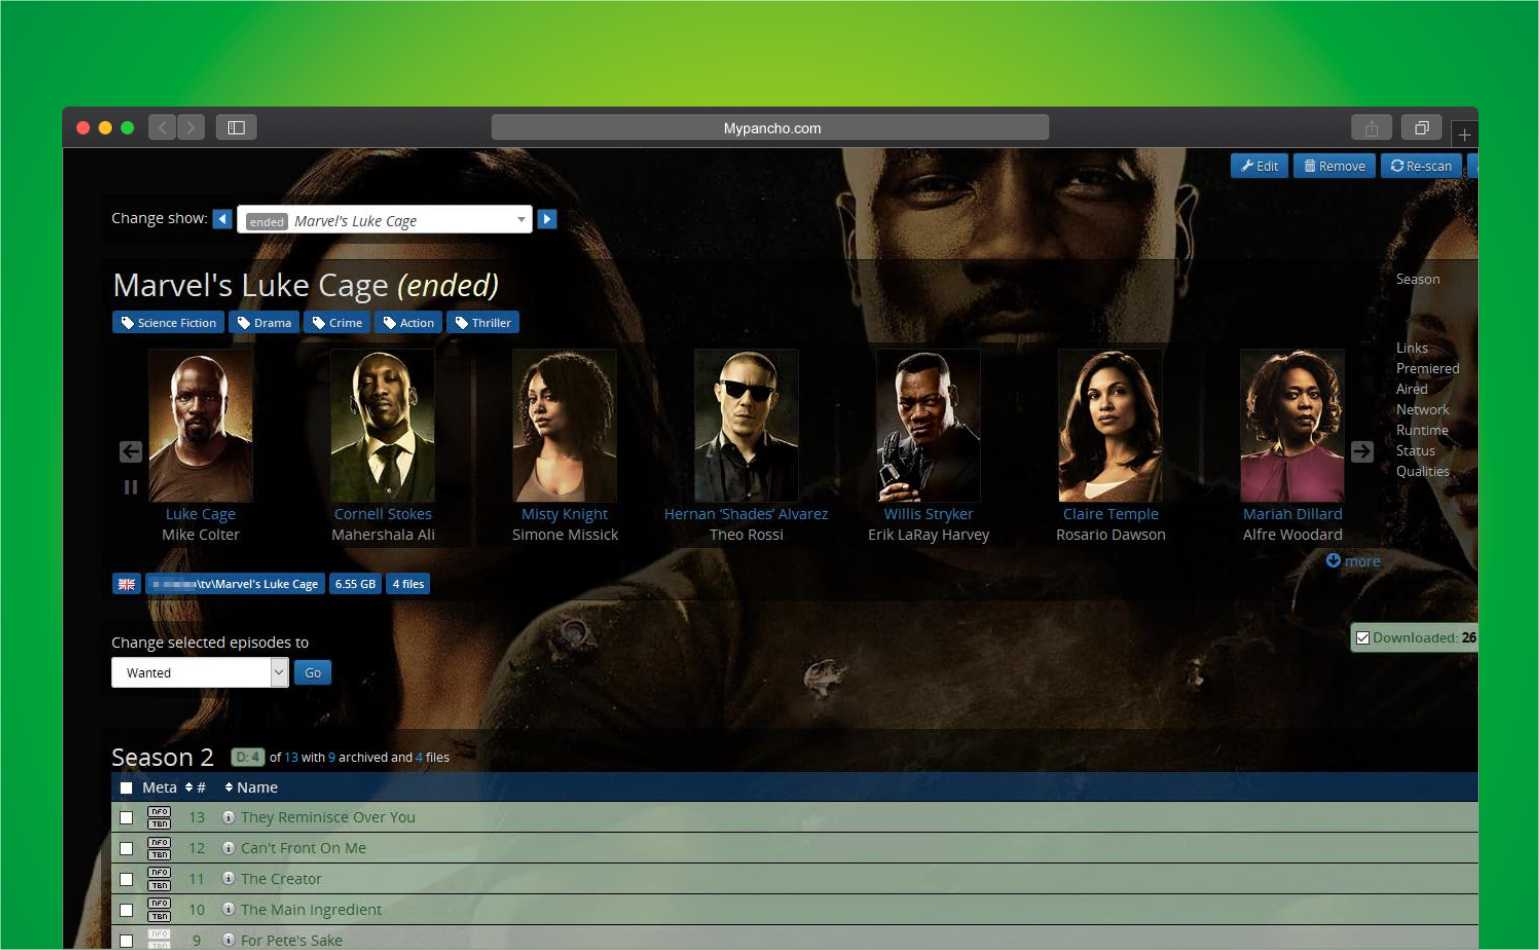 Mypancho.com
Edit Remove Re-scan
Change show: ended Marvel's Luke Cage
Marvel's Luke Cage (ended)
Science Fiction Drama Crime Action Thriller
Season
Links
Premiered
Aired
Network
Runtime
Status
Qualities
Luke Cage Cornell Stokes Misty Knight Hernan ‘Shades’ Alvarez Willis Stryker Claire Temple Mariah Dillard
Mike Colter Mahershala Ali Simone Missick Theo Rossi Erik LaRay Harvey Rosario Dawson Alfre Woodard
more
\tv\Marvel's Luke Cage 6.55 GB 4 files
Change selected episodes to
Downloaded: 26
Wanted Go
Season 2 D: 4 of 13 with 9 archived and 4 files
Meta # Name
NFO TBN 13 They Reminisce Over You
NFO TBN 12 Can't Front On Me
NFO TBN 11 The Creator
NFO TBN 10 The Main Ingredient
NFO TBN 9 For Pete's Sake